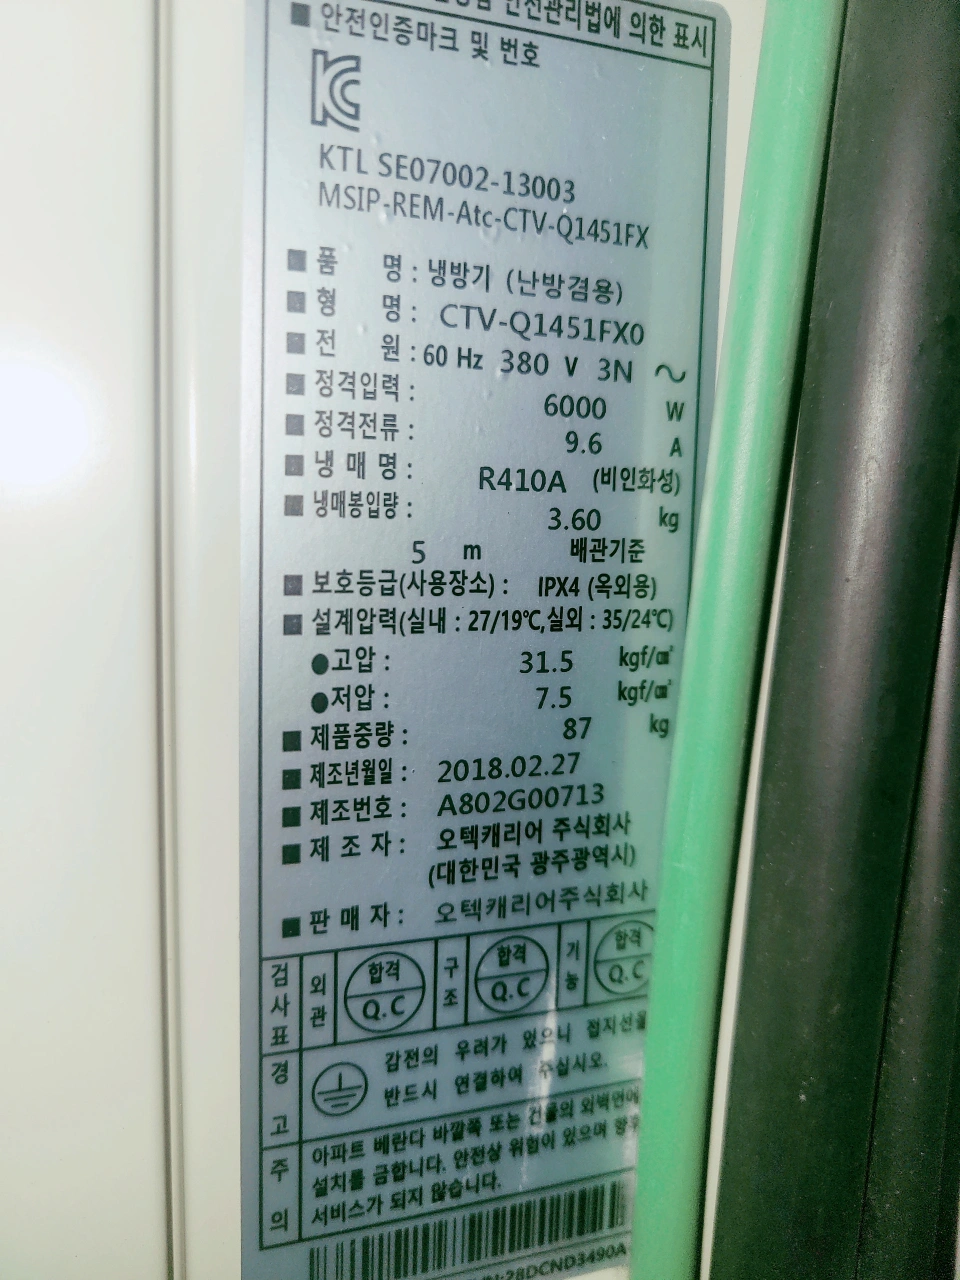 안전관리법에 의한 표시
■ 안전인증마크 및 번호
KC
KTL SE07002-13003
MSIP-REM-Atc-CTV-Q1451FX
■ 품 명 : 냉방기 (난방겸용)
■ 형 명 : CTV-Q1451FX0
■ 전 원 : 60 Hz 380 V 3N ~
■ 정격입력 : 6000 W
■ 정격전류 : 9.6 A
■ 냉 매 명 : R410A (비인화성)
■ 냉매봉입량 : 3.60 kg
5 m 배관기준
■ 보호등급(사용장소) : IPX4 (옥외용)
■ 설계압력(실내 : 27/19℃,실외 : 35/24℃)
●고압 : 31.5 kgf/㎠
●저압 : 7.5 kgf/㎠
■ 제품중량 : 87 kg
■ 제조년월일 : 2018.02.27
■ 제조번호 : A802G00713
■ 제 조 자 : 오텍캐리어 주식회사
(대한민국 광주광역시)
■ 판 매 자 : 오텍캐리어주식회사
검사표 외관 합격 Q.C 구조 합격 Q.C 기능 합격 Q.C
경고 감전의 우려가 있으니 접지선을
반드시 연결하여 주십시오.
주의 아파트 베란다 바깥쪽 또는 건물의 외벽면에
설치를 금합니다. 안전상 위험이 있으며 향후
서비스가 되지 않습니다.
:28DCND3490A